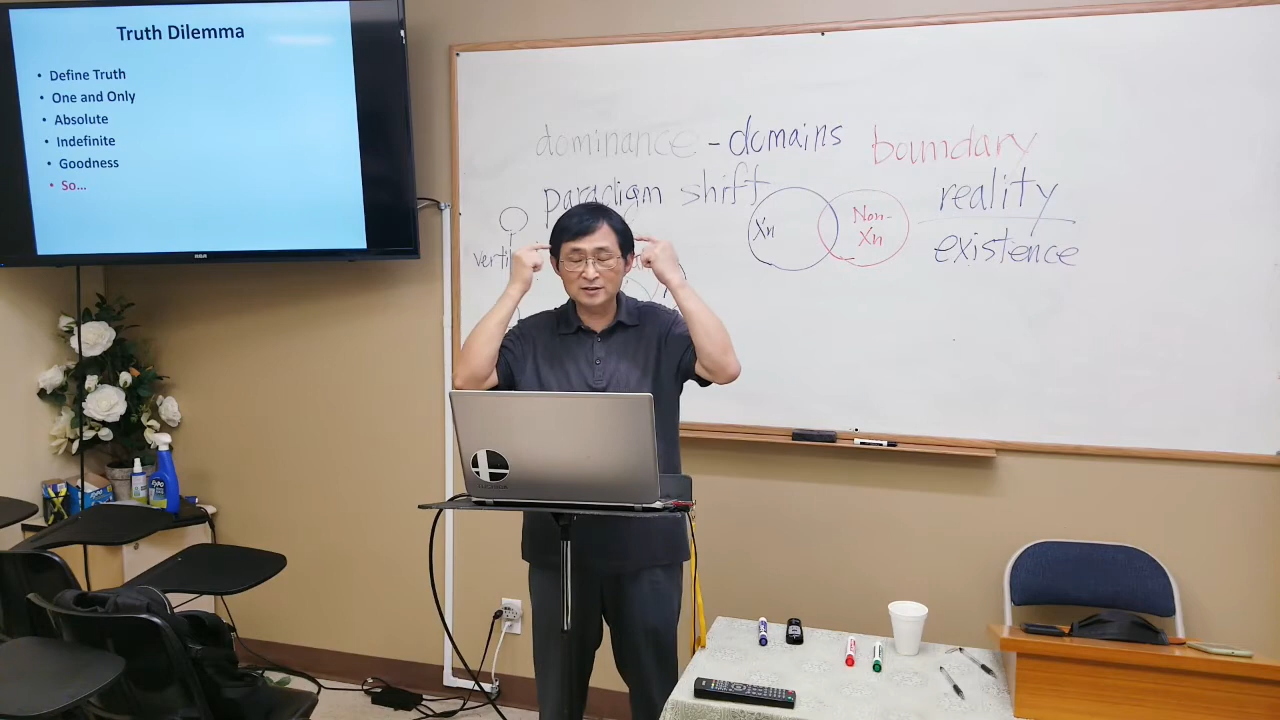 Truth Dilemma
• Define Truth
• One and Only
• Absolute
• Indefinite
• Goodness
• So...
RCA
dominance - domains boundary
paradigm shift
Xn
Non-
Xn
reality
existence